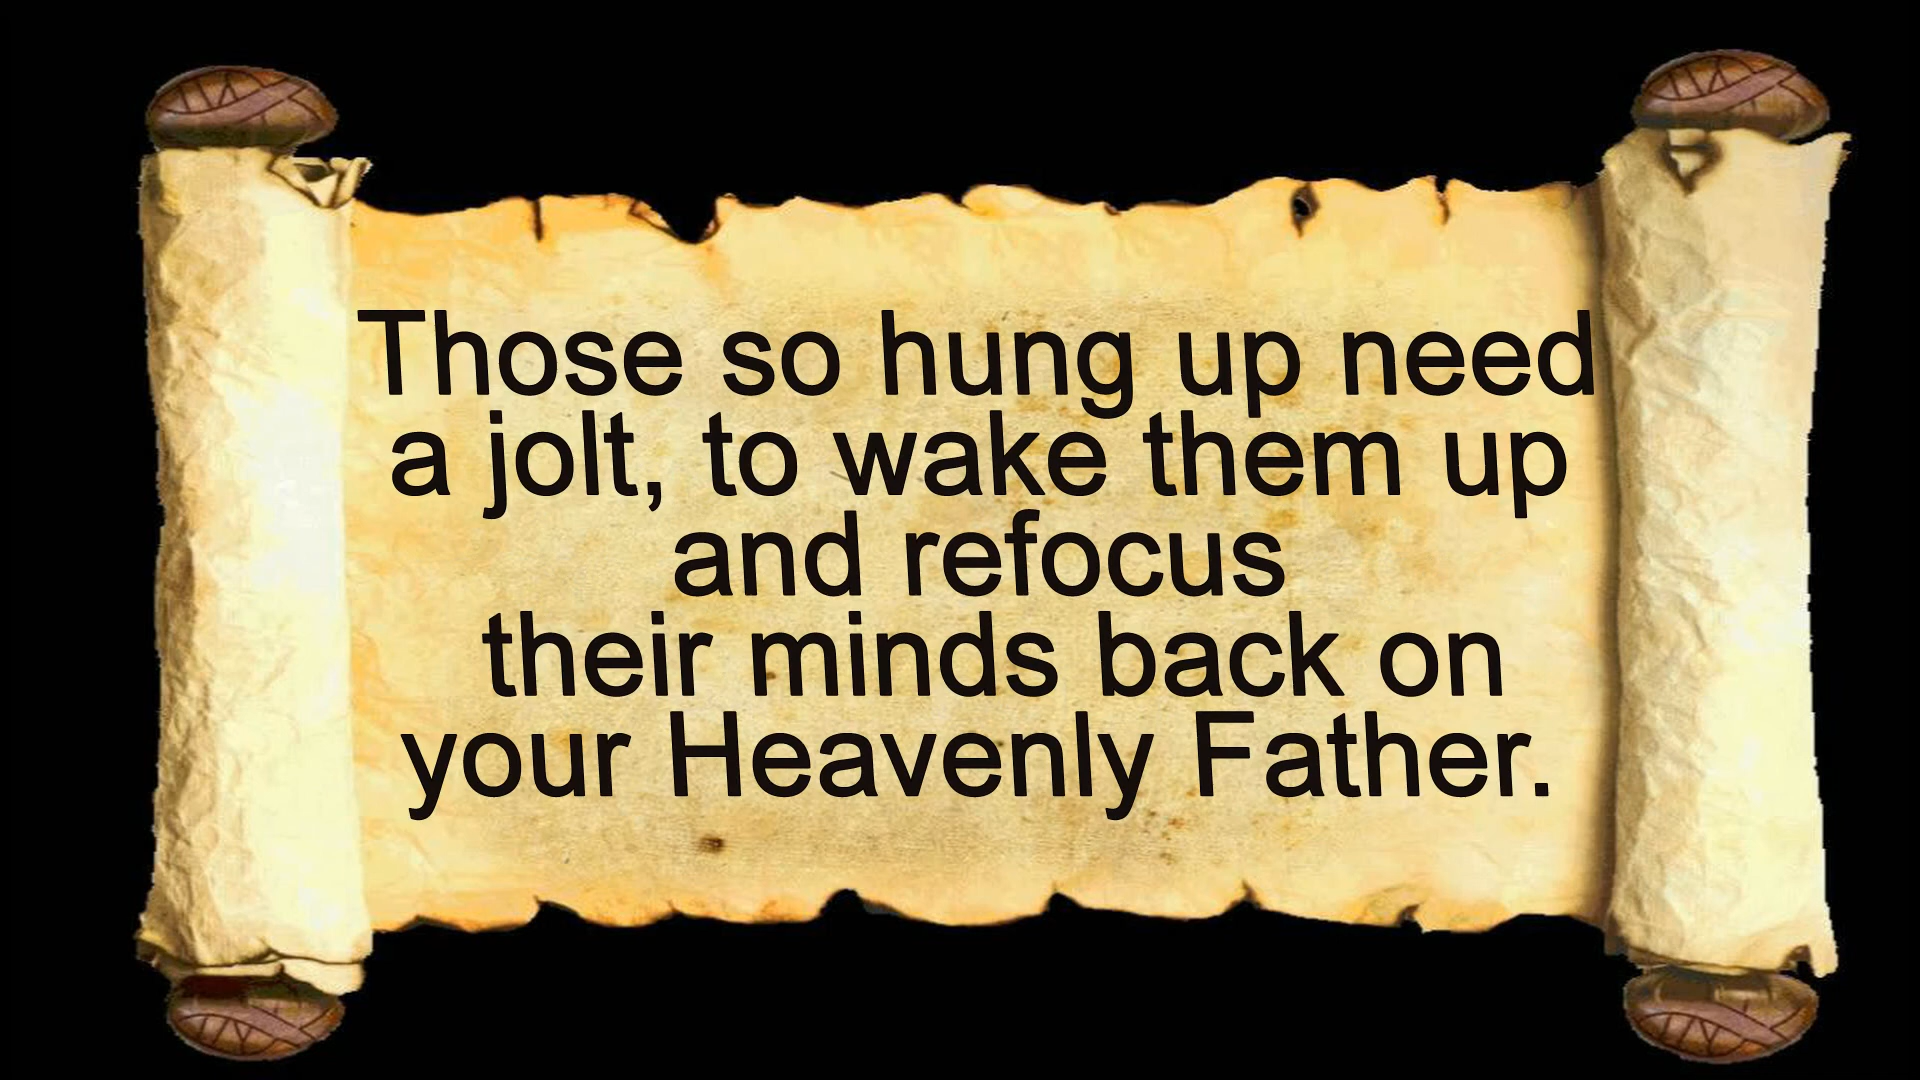 Those so hung up need
a jolt, to wake them up
and refocus
their minds back on
your Heavenly Father.